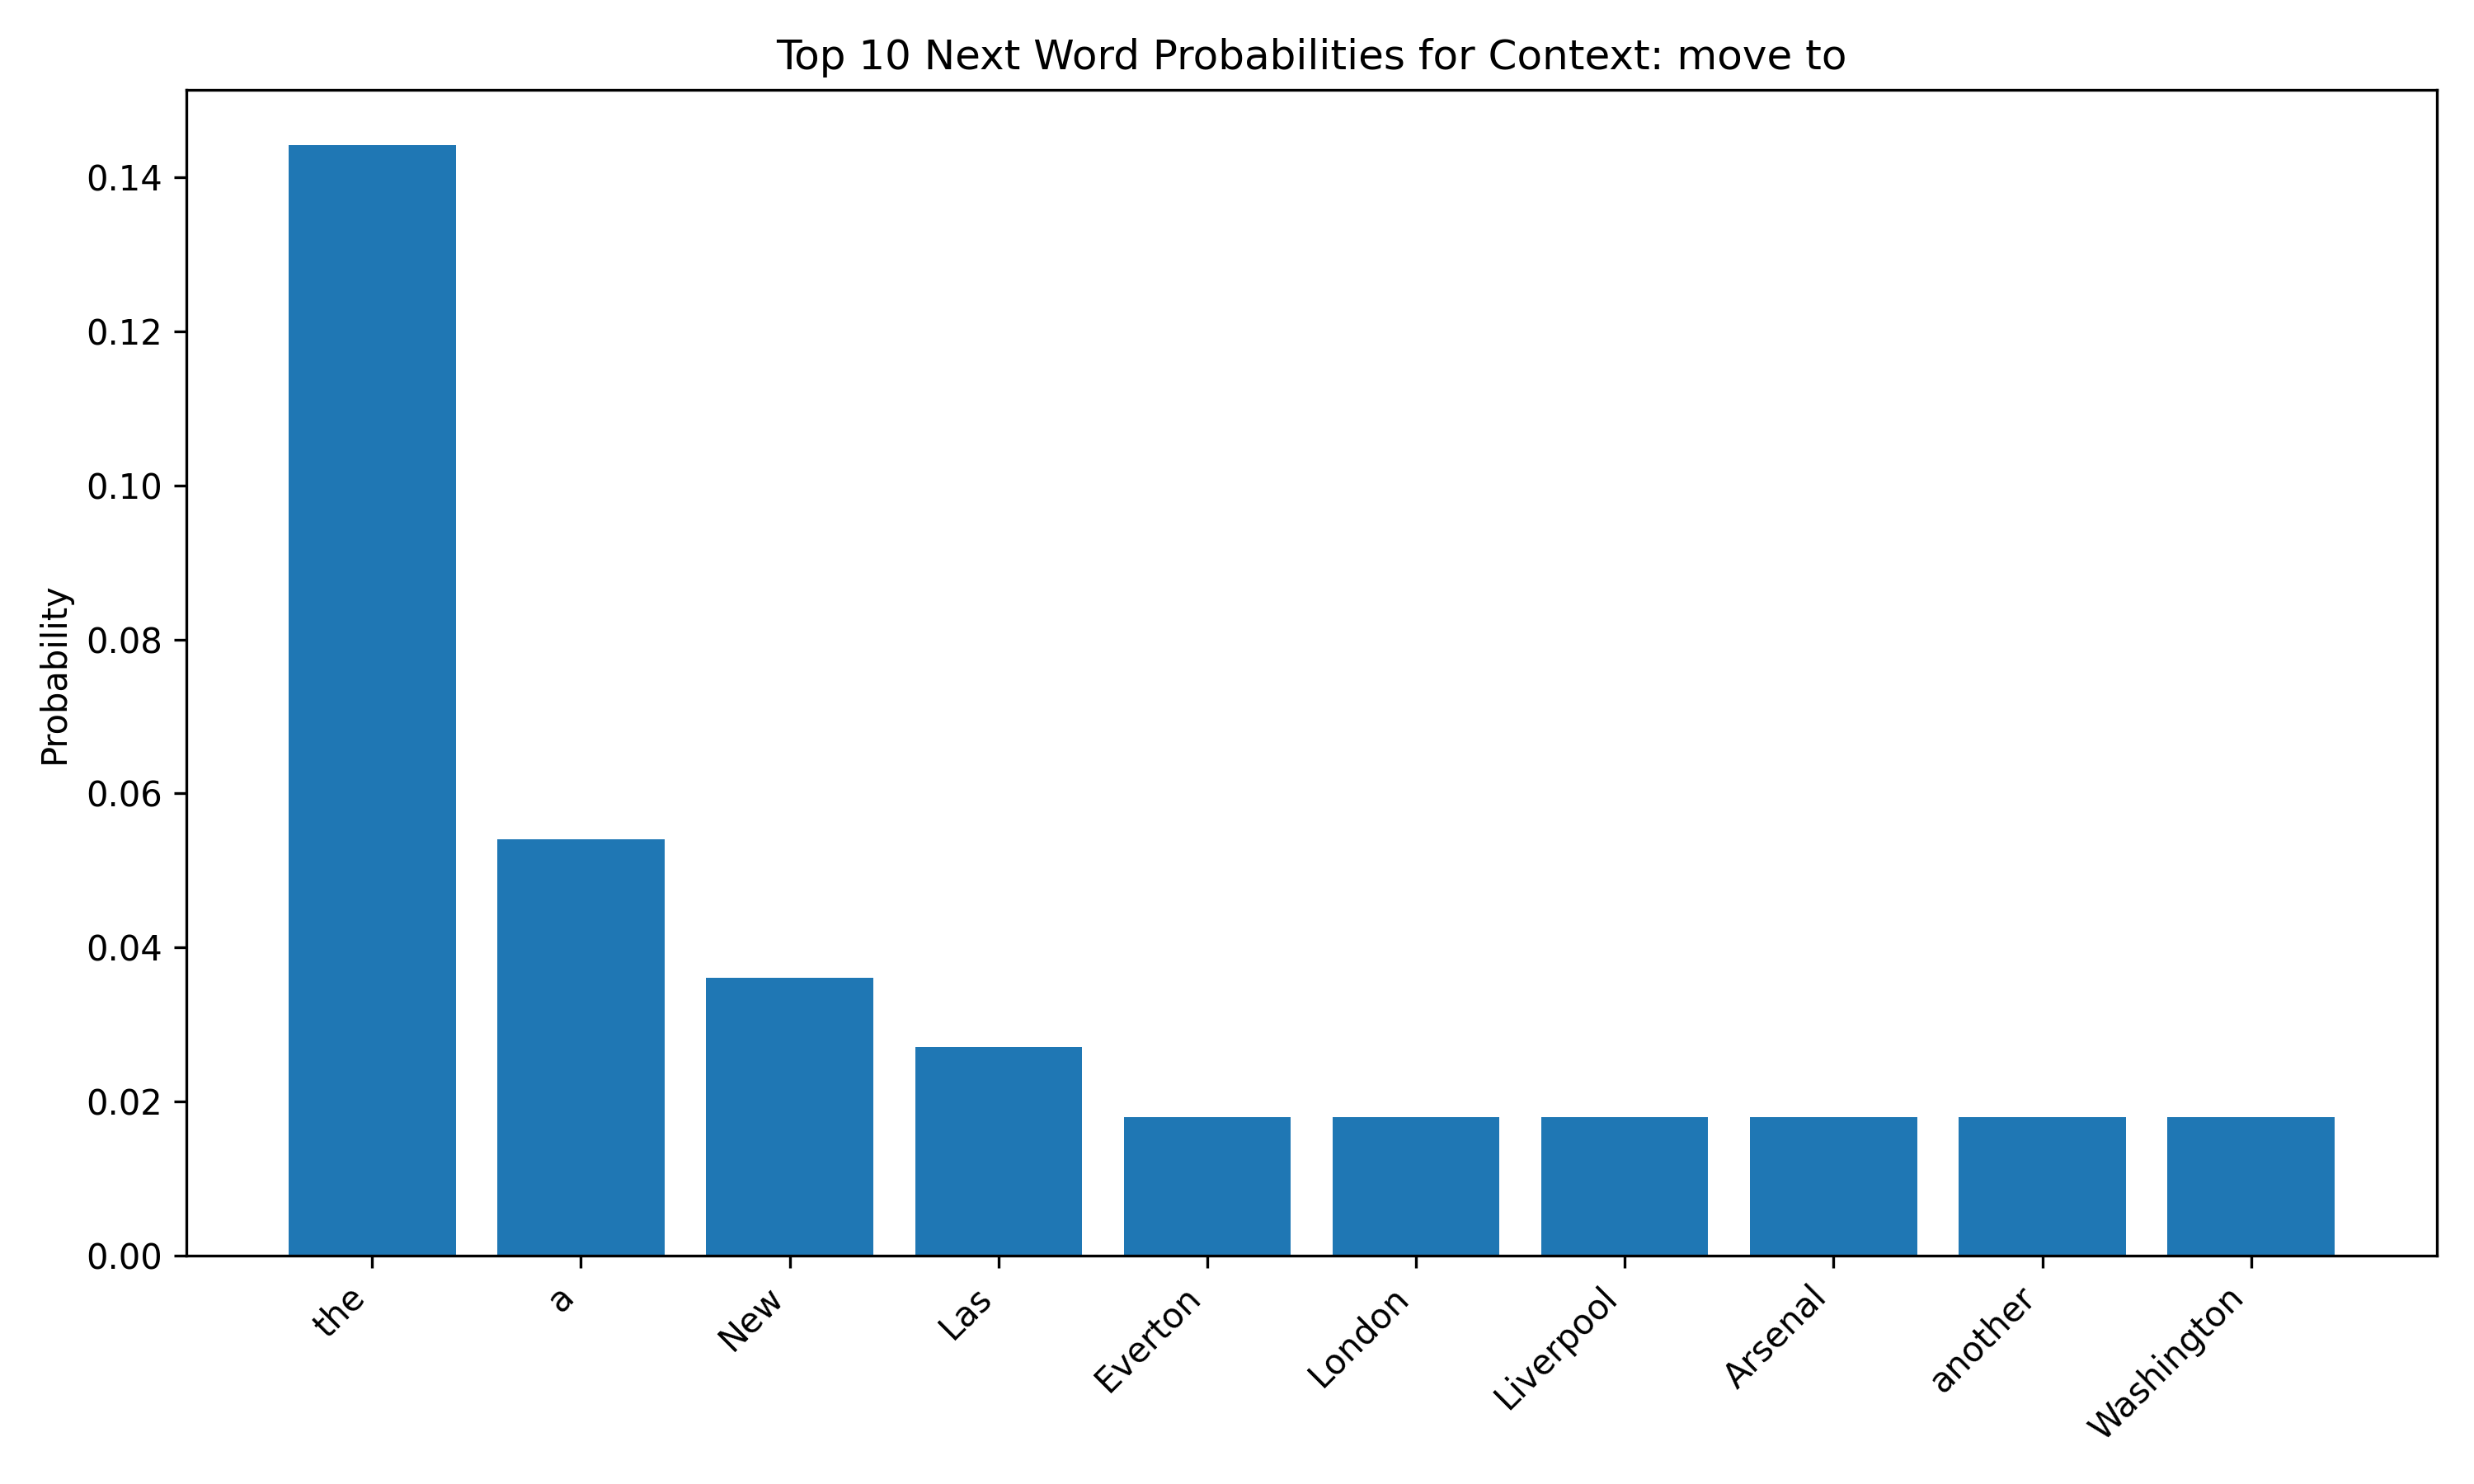 Top 10 Next Word Probabilities for Context: move to
Probability
0.14
0.12
0.10
0.08
0.06
0.04
0.02
0.00
the
a
New
Las
Everton
London
Liverpool
Arsenal
another
Washington